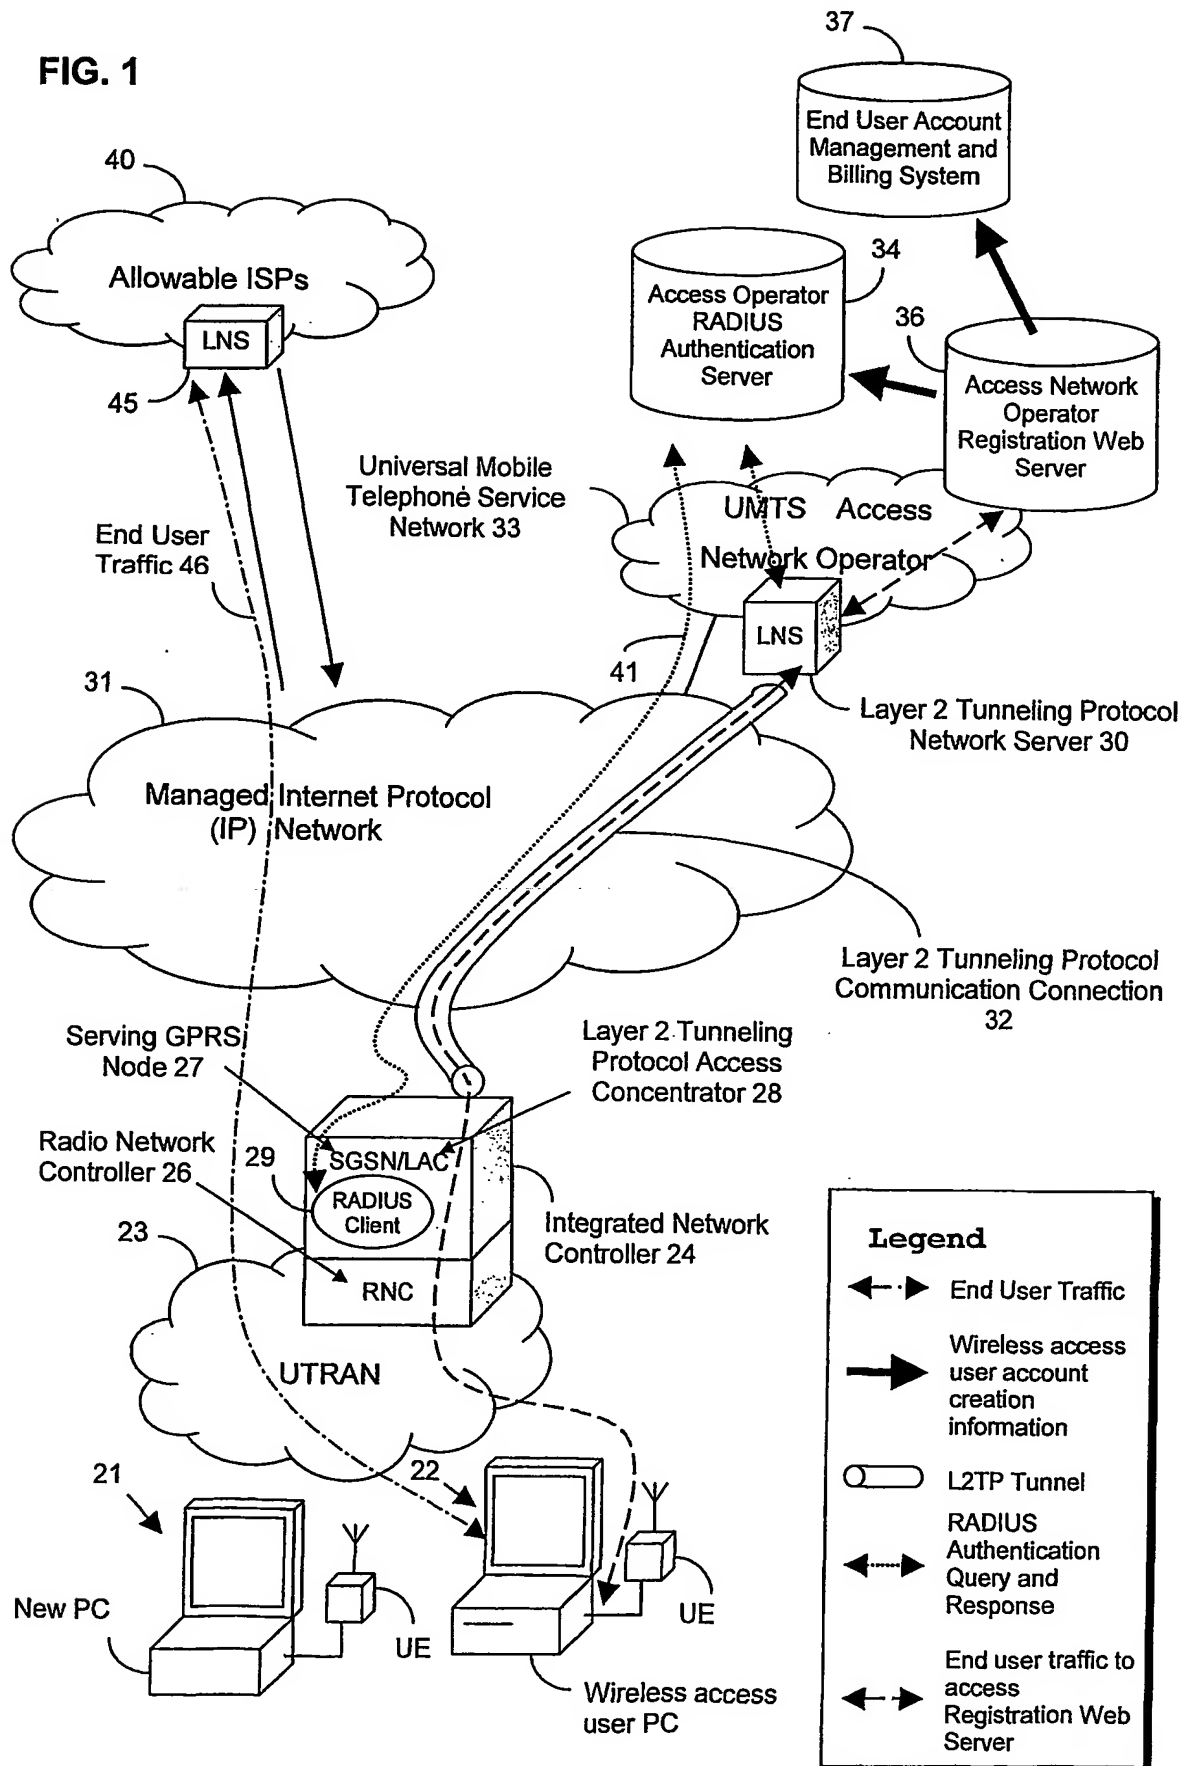 FIG. 1
37
End User Account
Management and
Billing System
40
Allowable ISPs
LNS
45
34
Access Operator
RADIUS
Authentication
Server
36
Access Network
Operator
Registration Web
Server
Universal Mobile
Telephone Service
Network 33
UMTS Access
Network Operator
End User
Traffic 46
LNS
41
31
Layer 2 Tunneling Protocol
Network Server 30
Managed Internet Protocol
(IP) Network
Layer 2 Tunneling Protocol
Communication Connection
32
Serving GPRS
Node 27
Layer 2 Tunneling
Protocol Access
Concentrator 28
Radio Network
Controller 26
29
SGSN/LAC
RADIUS
Client
Integrated Network
Controller 24
23
RNC
UTRAN
21
22
New PC
UE
UE
Wireless access
user PC
Legend
End User Traffic
Wireless access
user account
creation
information
L2TP Tunnel
RADIUS
Authentication
Query and
Response
End user traffic to
access
Registration Web
Server